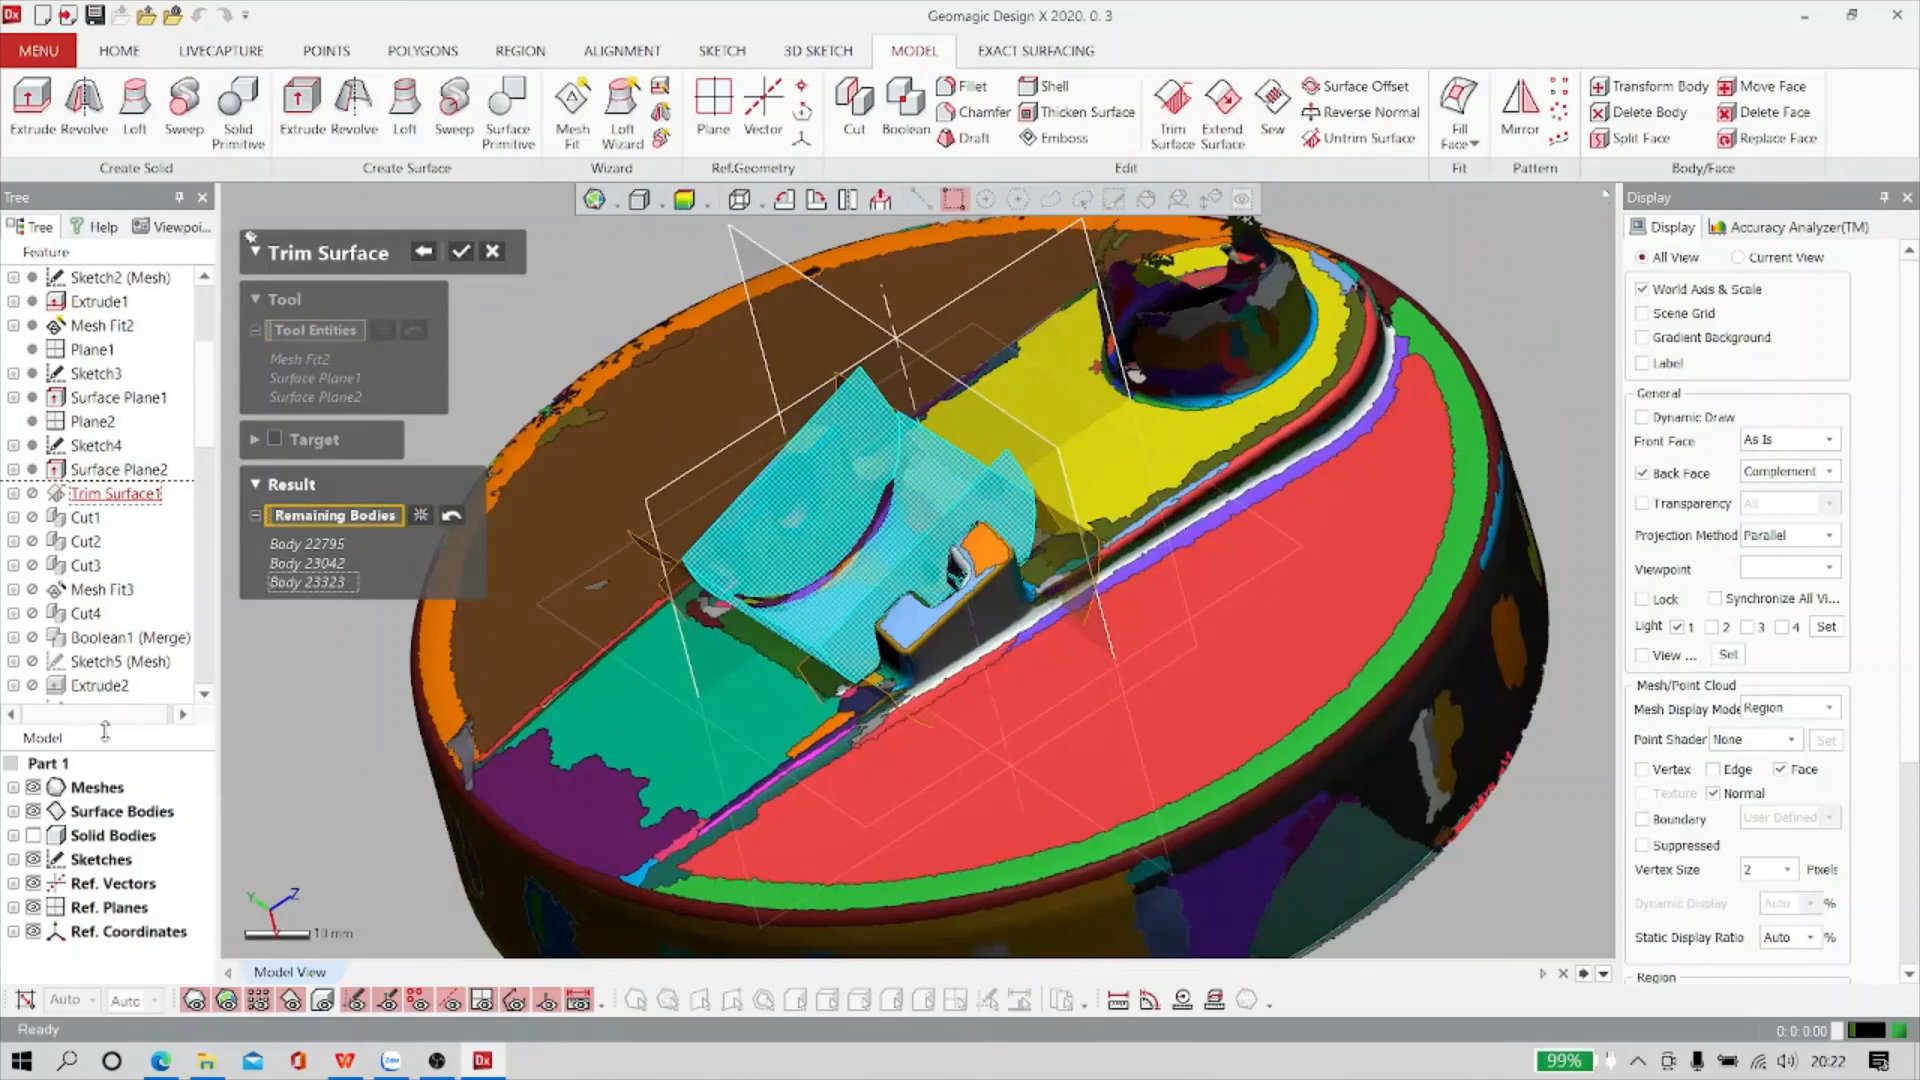 Dx
Geomagic Design X 2020. 0. 3
MENU HOME LIVECAPTURE POINTS POLYGONS REGION ALIGNMENT SKETCH 3D SKETCH MODEL EXACT SURFACING
Fillet Shell Surface Offset Transform Body Move Face
Chamfer Thicken Surface Reverse Normal Delete Body Delete Face
Extrude Revolve Loft Sweep Solid Primitive Extrude Revolve Loft Sweep Surface Primitive Mesh Fit Loft Wizard Plane Vector Cut Boolean Trim Surface Extend Surface Sew Fill Face Mirror
Draft Emboss Untrim Surface Split Face Replace Face
Create Solid Create Surface Wizard Ref.Geometry Edit Fit Pattern Body/Face
Tree
Tree Help Viewpoi...
Feature
Sketch2 (Mesh)
Extrude1
Mesh Fit2
Plane1
Sketch3
Surface Plane1
Plane2
Sketch4
Surface Plane2
Trim Surface1
Cut1
Cut2
Cut3
Mesh Fit3
Cut4
Boolean1 (Merge)
Sketch5 (Mesh)
Extrude2
Model
Part 1
Meshes
Surface Bodies
Solid Bodies
Sketches
Ref. Vectors
Ref. Planes
Ref. Coordinates
Trim Surface
Tool
Tool Entities
Mesh Fit2
Surface Plane1
Surface Plane2
Target
Result
Remaining Bodies
Body 22795
Body 23042
Body 23323
Y Z
10 mm
Model View
Display
Display Accuracy Analyzer(TM)
All View Current View
World Axis & Scale
Scene Grid
Gradient Background
Label
General
Dynamic Draw
Front Face As Is
Back Face Complement
Transparency All
Projection Method Parallel
Viewpoint
Lock Synchronize All Vi...
Light 1 2 3 4 Set
View ... Set
Mesh/Point Cloud
Mesh Display Mode Region
Point Shader None Set
Vertex Edge Face
Texture Normal
Boundary User Defined
Suppressed
Vertex Size 2 Pixels
Dynamic Display Auto %
Static Display Ratio Auto %
Region
Auto Auto
Ready
0: 0: 0.00
Dx
99%
20:22